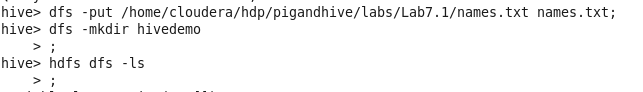 hive> dfs -put /home/cloudera/hdp/pigandhive/labs/Lab7.1/names.txt names.txt;
hive> dfs -mkdir hivedemo
    > ;
hive> hdfs dfs -ls
    > ;